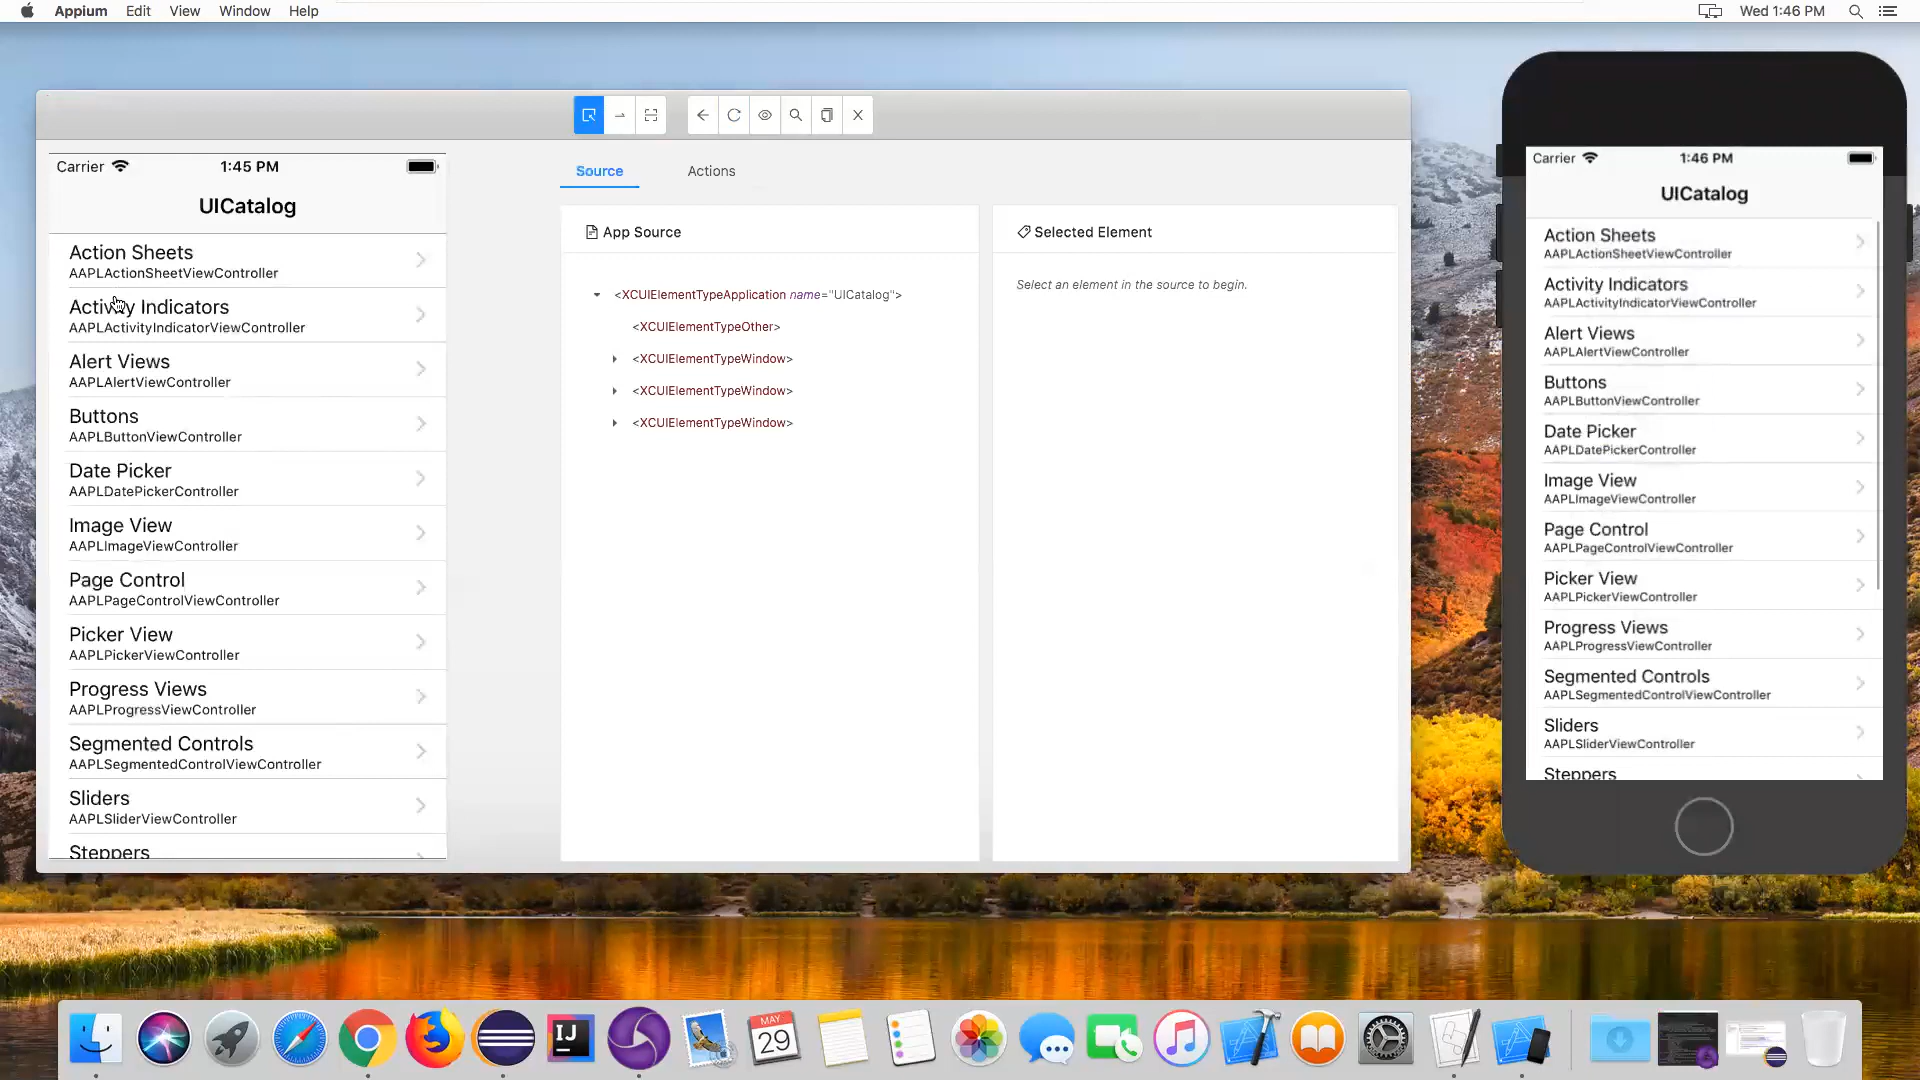 Appium Edit View Window Help
Wed 1:46 PM
Carrier 1:45 PM
UICatalog
Action Sheets
AAPLActionSheetViewController
Activity Indicators
AAPLActivityIndicatorViewController
Alert Views
AAPLAlertViewController
Buttons
AAPLButtonViewController
Date Picker
AAPLDatePickerController
Image View
AAPLImageViewController
Page Control
AAPLPageControlViewController
Picker View
AAPLPickerViewController
Progress Views
AAPLProgressViewController
Segmented Controls
AAPLSegmentedControlViewController
Sliders
AAPLSliderViewController
Steppers
Source Actions
App Source
<XCUIElementTypeApplication name="UICatalog">
<XCUIElementTypeOther>
<XCUIElementTypeWindow>
<XCUIElementTypeWindow>
<XCUIElementTypeWindow>
Selected Element
Select an element in the source to begin.
Carrier 1:46 PM
UICatalog
Action Sheets
AAPLActionSheetViewController
Activity Indicators
AAPLActivityIndicatorViewController
Alert Views
AAPLAlertViewController
Buttons
AAPLButtonViewController
Date Picker
AAPLDatePickerController
Image View
AAPLImageViewController
Page Control
AAPLPageControlViewController
Picker View
AAPLPickerViewController
Progress Views
AAPLProgressViewController
Segmented Controls
AAPLSegmentedControlViewController
Sliders
AAPLSliderViewController
Steppers
IJ
MAY
29